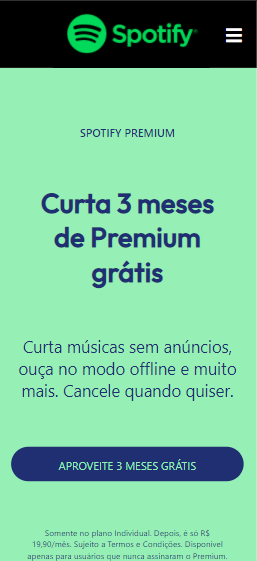 Spotify
SPOTIFY PREMIUM
Curta 3 meses
de Premium
grátis
Curta músicas sem anúncios,
ouça no modo offline e muito
mais. Cancele quando quiser.
APROVEITE 3 MESES GRÁTIS
Somente no plano Individual. Depois, é só R$
19,90/mês. Sujeito a Termos e Condições. Disponível
apenas para usuários que nunca assinaram o Premium.